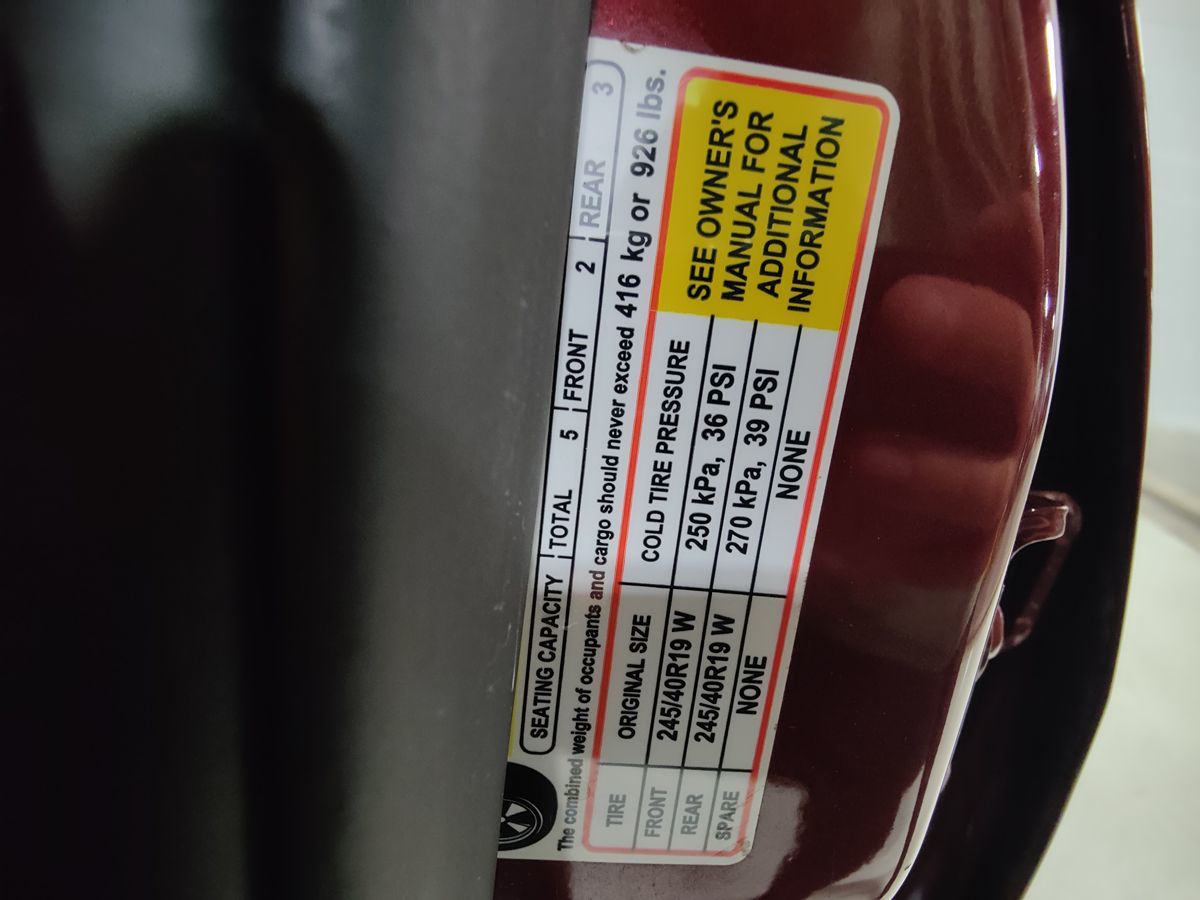 SEATING CAPACITY TOTAL 5 FRONT 2 REAR 3
The combined weight of occupants and cargo should never exceed 416 kg or 926 lbs.
TIRE ORIGINAL SIZE COLD TIRE PRESSURE
FRONT 245/40R19 W 250 kPa, 36 PSI
REAR 245/40R19 W 270 kPa, 39 PSI
SPARE NONE NONE
SEE OWNER'S
MANUAL FOR
ADDITIONAL
INFORMATION